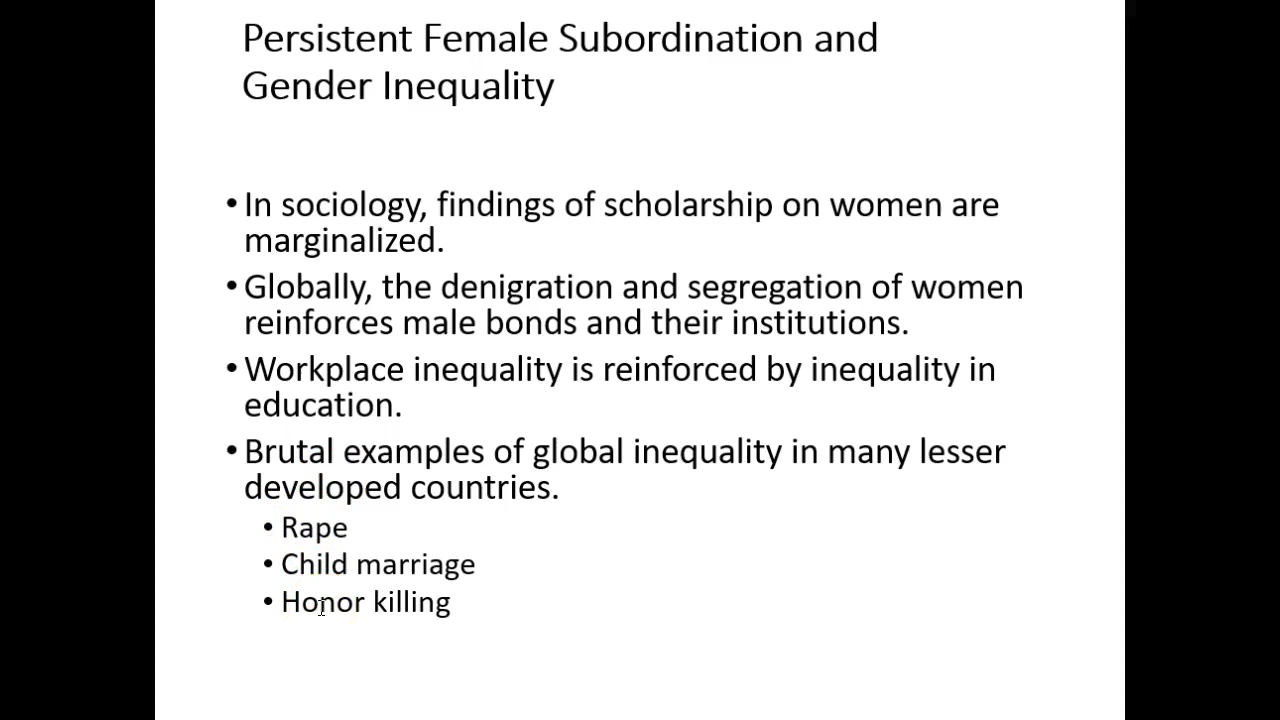 Persistent Female Subordination and
Gender Inequality
• In sociology, findings of scholarship on women are
marginalized.
• Globally, the denigration and segregation of women
reinforces male bonds and their institutions.
• Workplace inequality is reinforced by inequality in
education.
• Brutal examples of global inequality in many lesser
developed countries.
• Rape
• Child marriage
• Honor killing